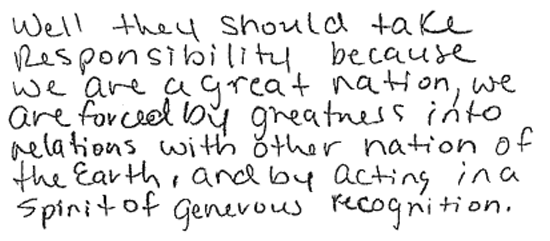 Well they should take
Responsibility because
we are a great nation, we
are forced by greatness into
relations with other nation of
the Earth, and by acting in a
spirit of generous recognition.